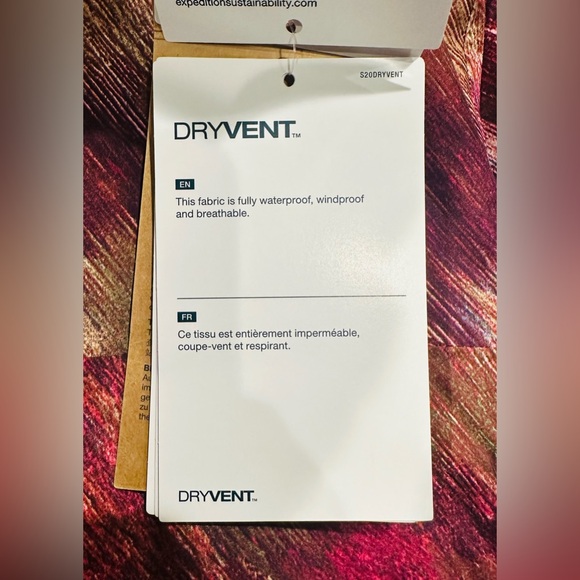 expeditionsustainability.com
S20DRYVENT
DRYVENT™
EN
This fabric is fully waterproof, windproof
and breathable.
FR
Ce tissu est entièrement imperméable,
coupe-vent et respirant.
DRYVENT™